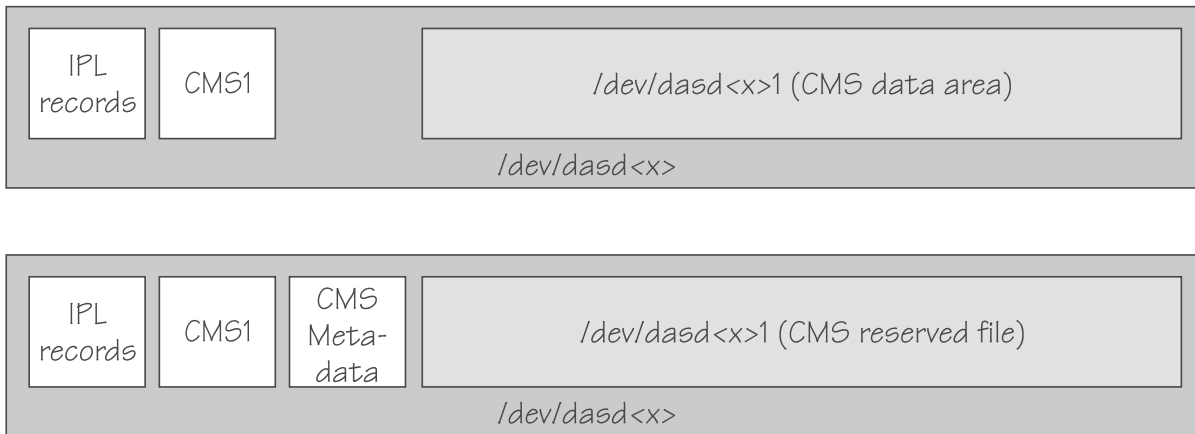 IPL
records
CMS1
/dev/dasd<x>1 (CMS data area)
/dev/dasd<x>
IPL
records
CMS1
CMS
Meta-
data
/dev/dasd<x>1 (CMS reserved file)
/dev/dasd<x>